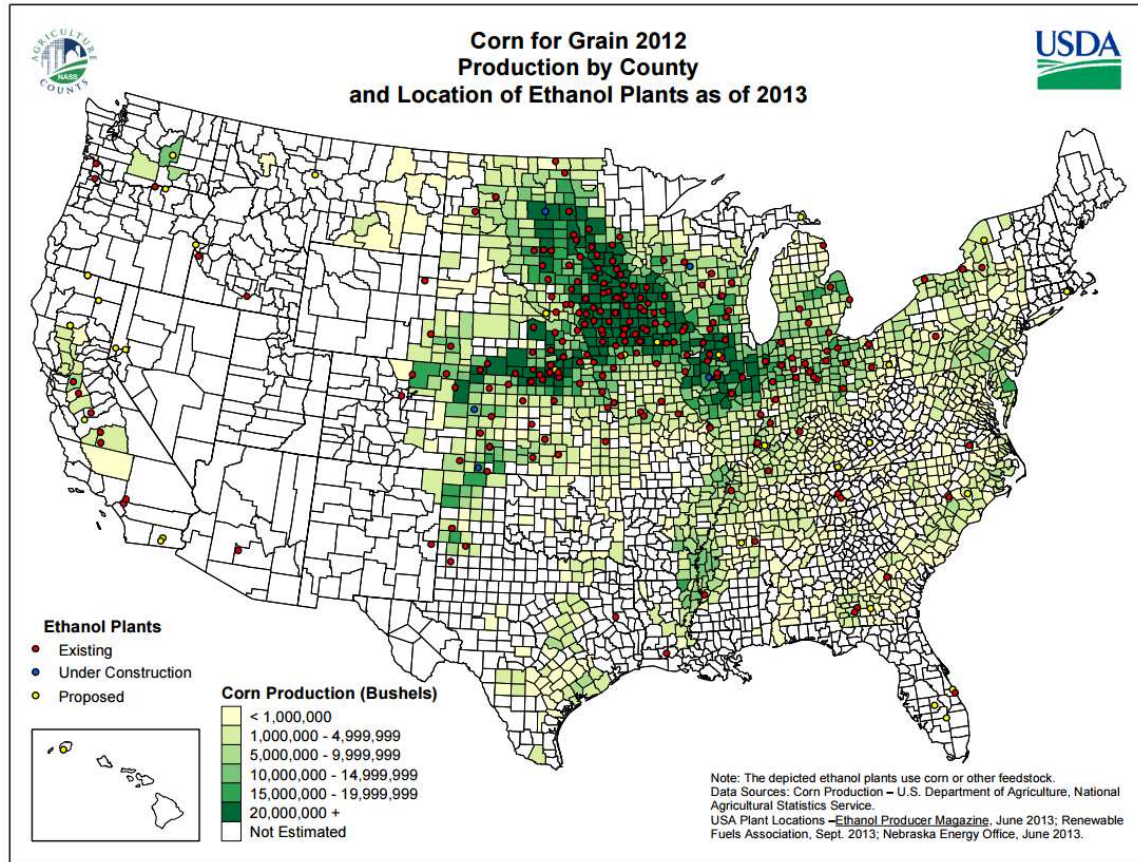 AGRICULTURE
NASS
COUNTS
Corn for Grain 2012
Production by County
and Location of Ethanol Plants as of 2013
USDA
Ethanol Plants
Existing
Under Construction
Proposed
Corn Production (Bushels)
< 1,000,000
1,000,000 - 4,999,999
5,000,000 - 9,999,999
10,000,000 - 14,999,999
15,000,000 - 19,999,999
20,000,000 +
Not Estimated
Note: The depicted ethanol plants use corn or other feedstock.
Data Sources: Corn Production – U.S. Department of Agriculture, National
Agricultural Statistics Service.
USA Plant Locations –Ethanol Producer Magazine, June 2013; Renewable
Fuels Association, Sept. 2013; Nebraska Energy Office, June 2013.